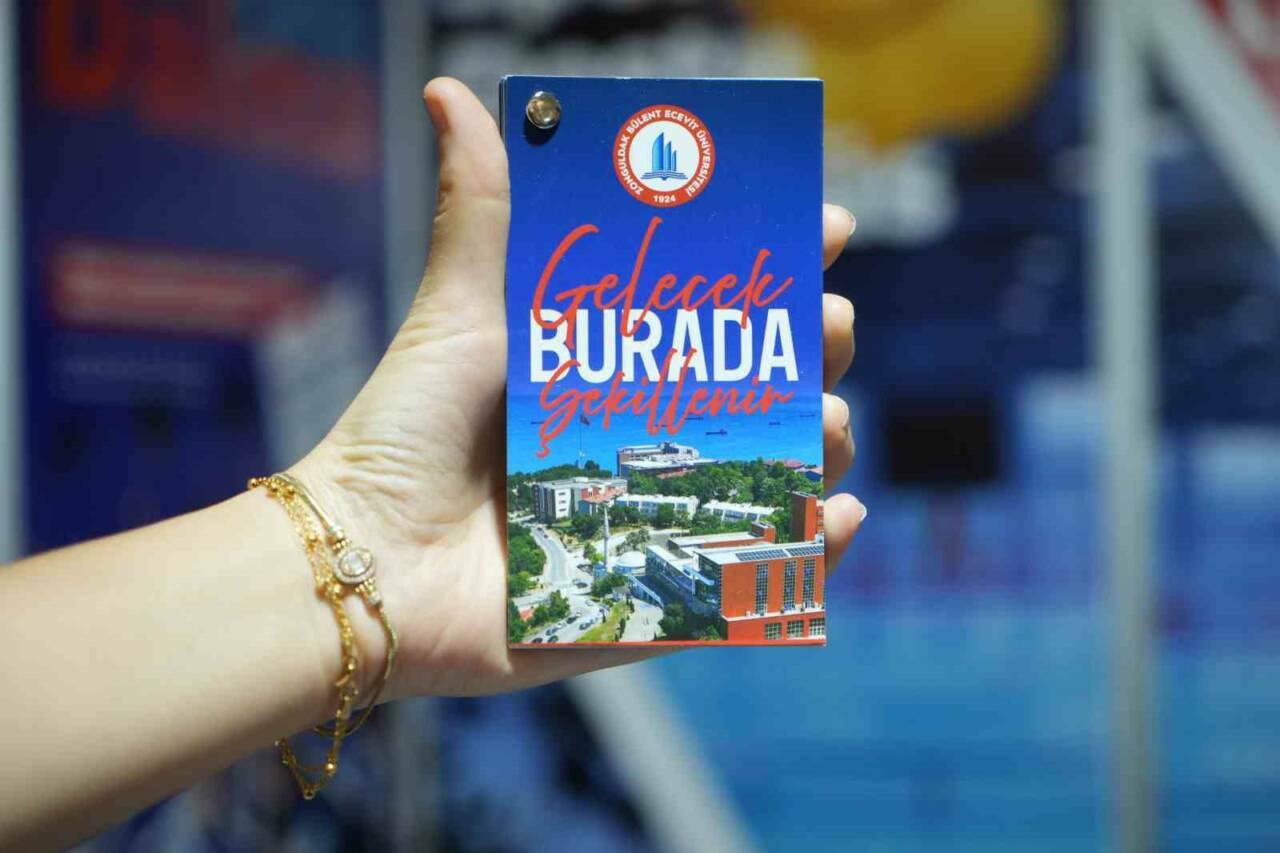 ZONGULDAK BÜLENT ECEVİT ÜNİVERSİTESİ
1924
Gelecek
BURADA
Şekillenir